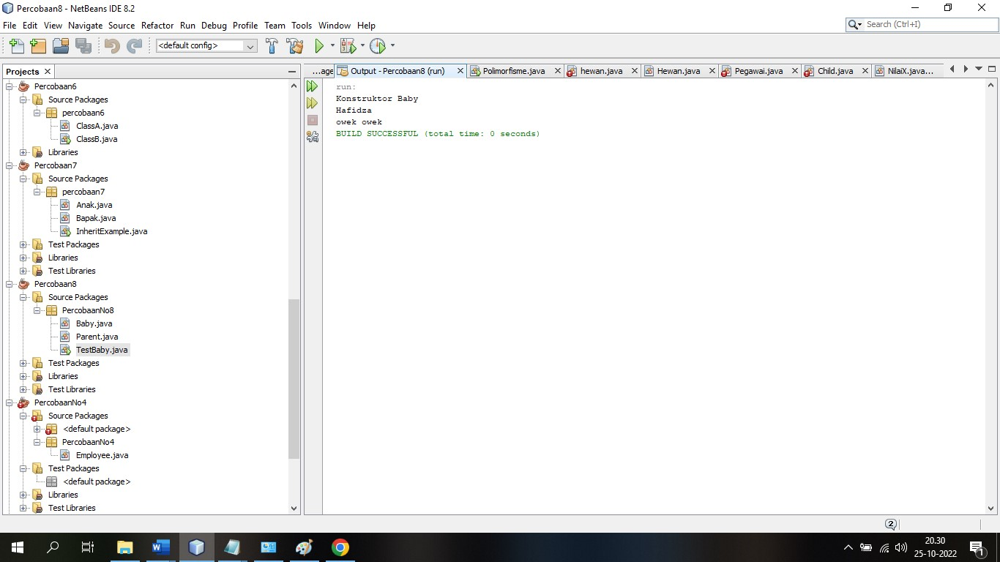 Percobaan8 - NetBeans IDE 8.2
File Edit View Navigate Source Refactor Run Debug Profile Team Tools Window Help
Search (Ctrl+I)
<default config>
Projects
Percobaan6
Source Packages
percobaan6
ClassA.java
ClassB.java
Libraries
Percobaan7
Source Packages
percobaan7
Anak.java
Bapak.java
InheritExample.java
Test Packages
Libraries
Test Libraries
Percobaan8
Source Packages
PercobaanNo8
Baby.java
Parent.java
TestBaby.java
Test Packages
Libraries
Test Libraries
PercobaanNo4
Source Packages
<default package>
PercobaanNo4
Employee.java
Test Packages
<default package>
Libraries
Test Libraries
...age Output - Percobaan8 (run) Polimorfisme.java hewan.java Hewan.java Pegawai.java Child.java NilaiX.java...
run:
Konstruktor Baby
Hafidza
owek owek
BUILD SUCCESSFUL (total time: 0 seconds)
2
20.30
25-10-2022
1